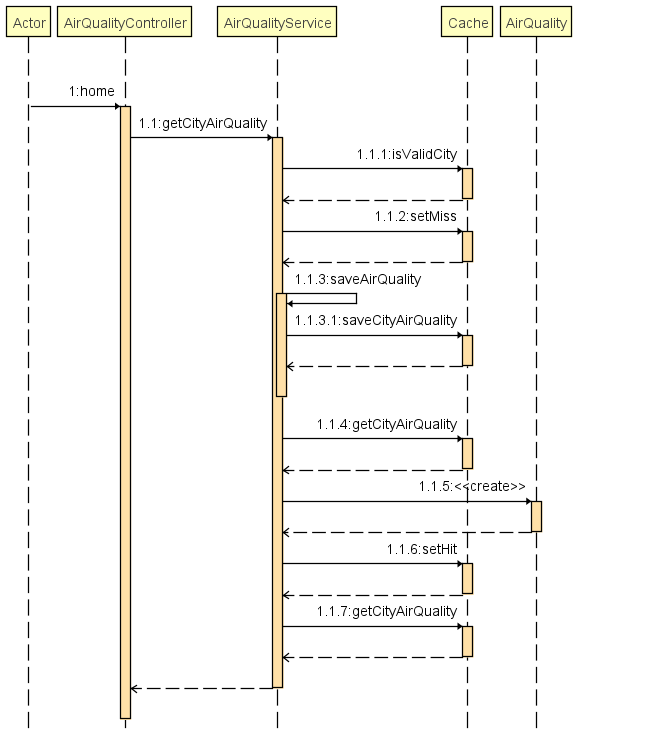 Actor
AirQualityController
AirQualityService
Cache
AirQuality
1:home
1.1:getCityAirQuality
1.1.1:isValidCity
1.1.2:setMiss
1.1.3:saveAirQuality
1.1.3.1:saveCityAirQuality
1.1.4:getCityAirQuality
1.1.5:<<create>>
1.1.6:setHit
1.1.7:getCityAirQuality